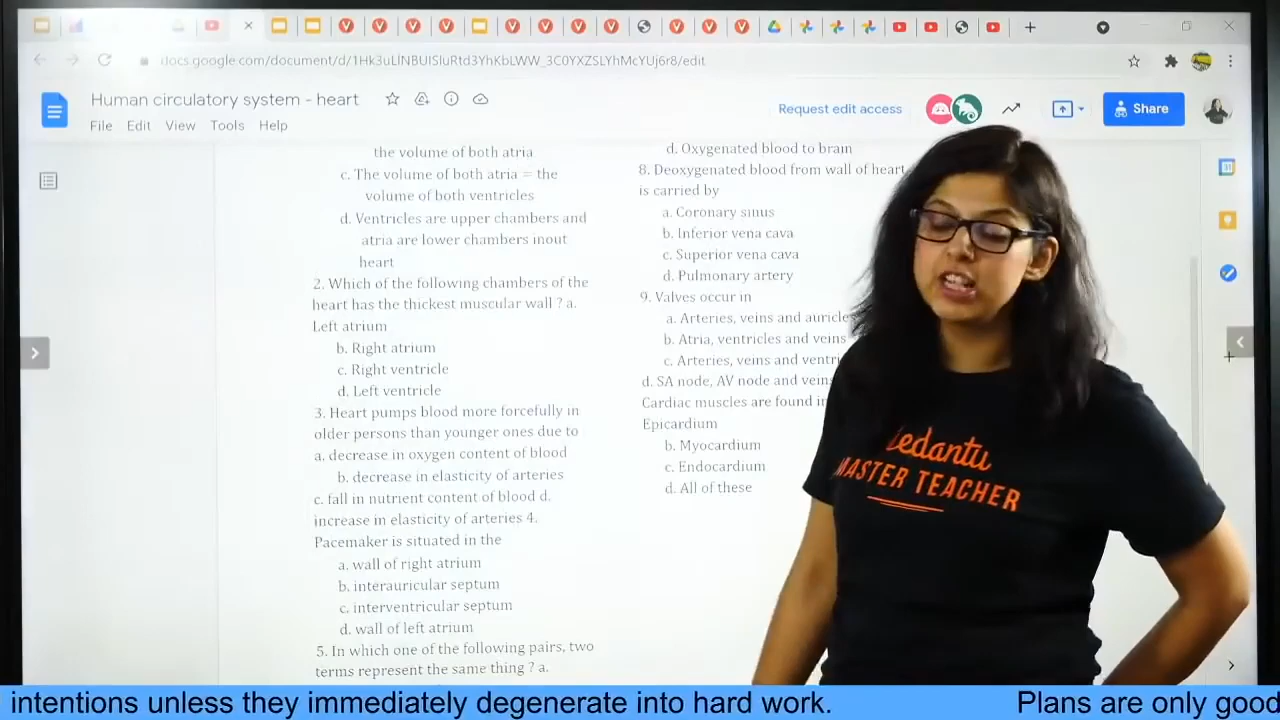 docs.google.com/document/d/1Hk3uLlNBUISluRtd3YhKbLWW_3C0YXZSLYhMcYUj6r8/edit
Human circulatory system - heart
File Edit View Tools Help
Request edit access
Share
the volume of both atria
c. The volume of both atria = the
volume of both ventricles
d. Ventricles are upper chambers and
atria are lower chambers inout
heart
2. Which of the following chambers of the
heart has the thickest muscular wall ? a.
Left atrium
b. Right atrium
c. Right ventricle
d. Left ventricle
3. Heart pumps blood more forcefully in
older persons than younger ones due to
a. decrease in oxygen content of blood
b. decrease in elasticity of arteries
c. fall in nutrient content of blood d.
increase in elasticity of arteries 4.
Pacemaker is situated in the
a. wall of right atrium
b. interauricular septum
c. interventricular septum
d. wall of left atrium
5. In which one of the following pairs, two
terms represent the same thing ? a.
d. Oxygenated blood to brain
8. Deoxygenated blood from wall of heart
is carried by
a. Coronary sinus
b. Inferior vena cava
c. Superior vena cava
d. Pulmonary artery
9. Valves occur in
a. Arteries, veins and auricles
b. Atria, ventricles and veins
c. Arteries, veins and ventri
d. SA node, AV node and veins
Cardiac muscles are found in
Epicardium
b. Myocardium
c. Endocardium
d. All of these
edantu
MASTER TEACHER
intentions unless they immediately degenerate into hard work. Plans are only good